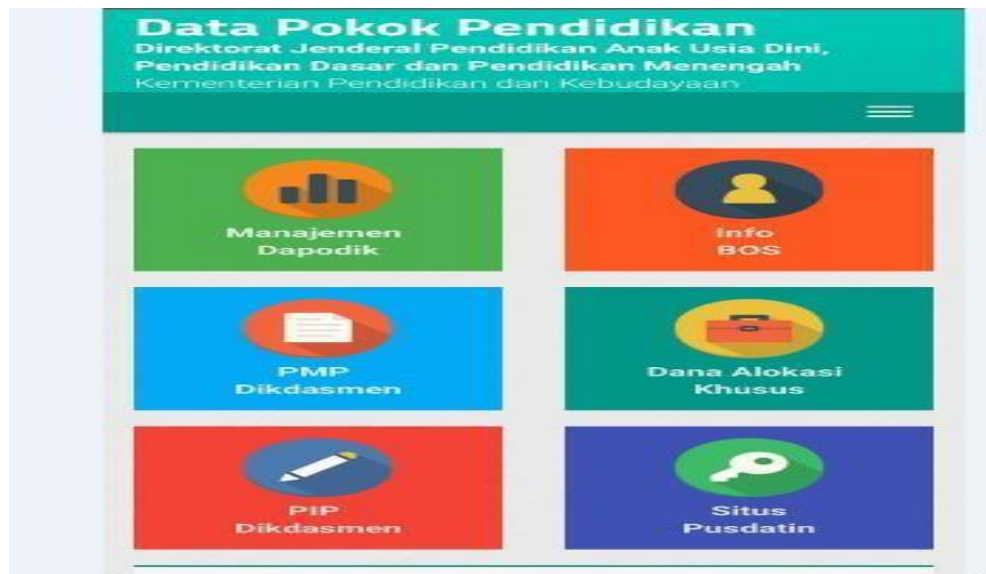 Data Pokok Pendidikan
Direktorat Jenderal Pendidikan Anak Usia Dini,
Pendidikan Dasar dan Pendidikan Menengah
Kementerian Pendidikan dan Kebudayaan
Manajemen
Dapodik
Info
BOS
PMP
Dikdasmen
Dana Alokasi
Khusus
PIP
Dikdasmen
Situs
Pusdatin